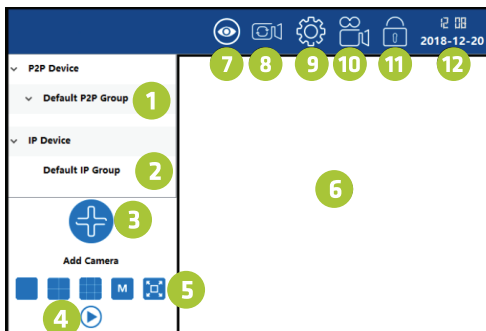 12 08
2018-12-20
7 8 9 10 11 12
P2P Device
Default P2P Group 1
IP Device
Default IP Group 2
6
3
Add Camera
M 5
4